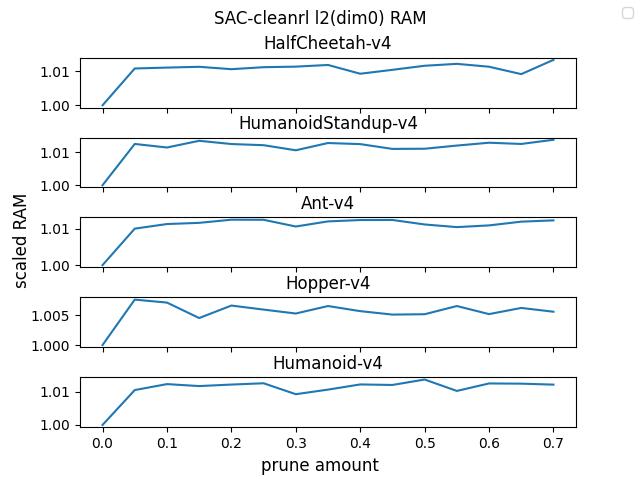 SAC-cleanrl l2(dim0) RAM
HalfCheetah-v4
1.01
1.00
HumanoidStandup-v4
1.01
1.00
Ant-v4
1.01
1.00
Hopper-v4
1.005
1.000
Humanoid-v4
1.01
1.00
0.0 0.1 0.2 0.3 0.4 0.5 0.6 0.7
prune amount
scaled RAM